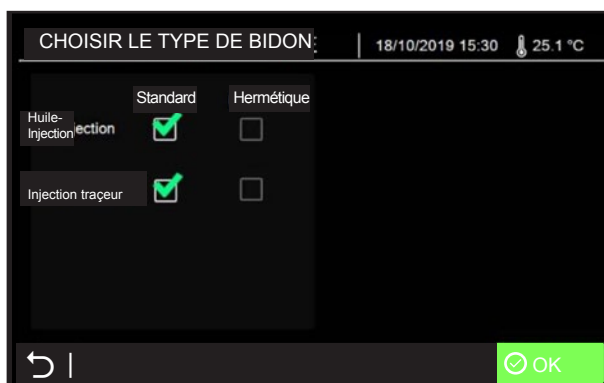 CHOISIR LE TYPE DE BIDON:
18/10/2019 15:30
25.1 °C
Standard
Hermétique
Huile-
Injection ection
Injection traçeur
OK